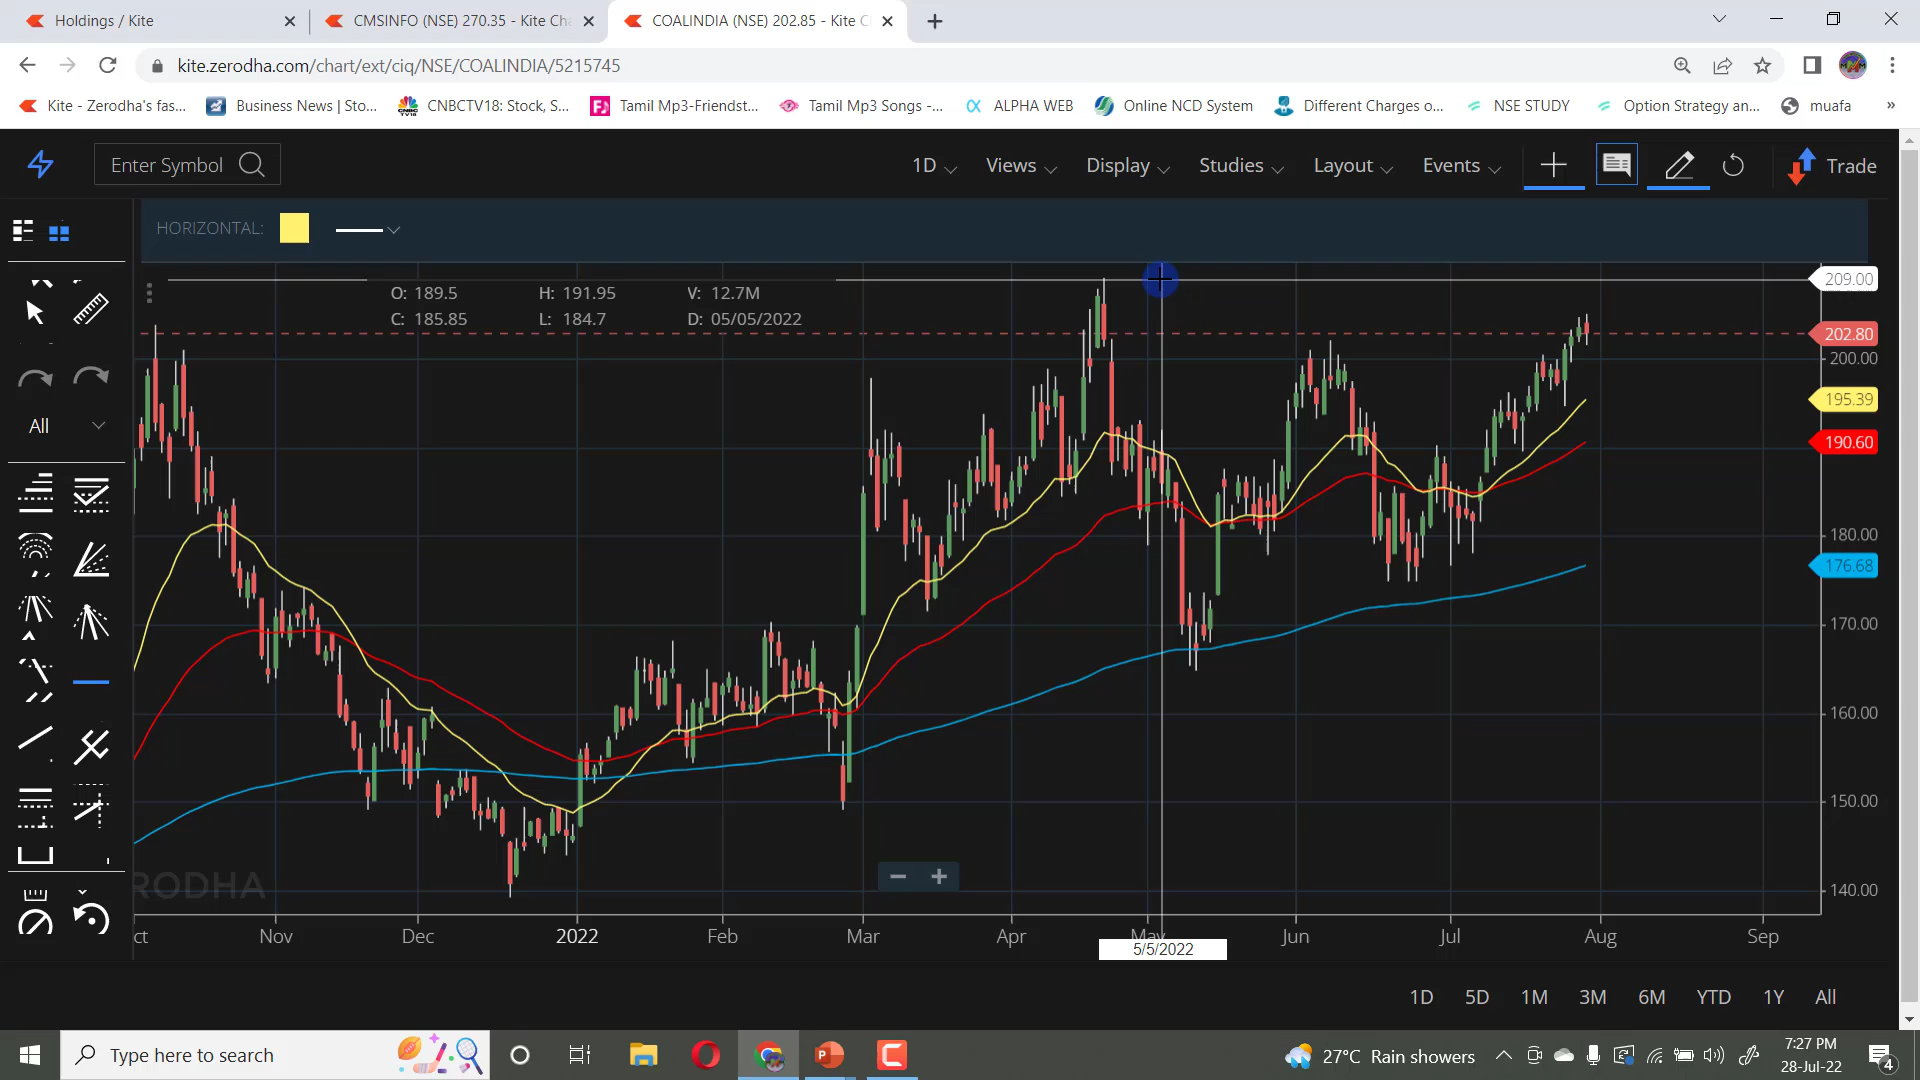 Holdings / Kite
CMSINFO (NSE) 270.35 - Kite Ch
COALINDIA (NSE) 202.85 - Kite C
kite.zerodha.com/chart/ext/ciq/NSE/COALINDIA/5215745
Kite - Zerodha's fas...
Business News | Sto...
CNBCTV18: Stock, S...
Tamil Mp3-Friendst...
Tamil Mp3 Songs -...
ALPHA WEB
Online NCD System
Different Charges o...
NSE STUDY
Option Strategy an...
muafa
»
Enter Symbol
1D
Views
Display
Studies
Layout
Events
Trade
HORIZONTAL:
O: 189.5 H: 191.95 V: 12.7M
C: 185.85 L: 184.7 D: 05/05/2022
209.00
202.80
200.00
195.39
All
190.60
180.00
176.68
170.00
160.00
150.00
140.00
RODHA
ct Nov Dec 2022 Feb Mar Apr May Jun Jul Aug Sep
5/5/2022
1D 5D 1M 3M 6M YTD 1Y All
Type here to search
27°C Rain showers
7:27 PM
28-Jul-22
4